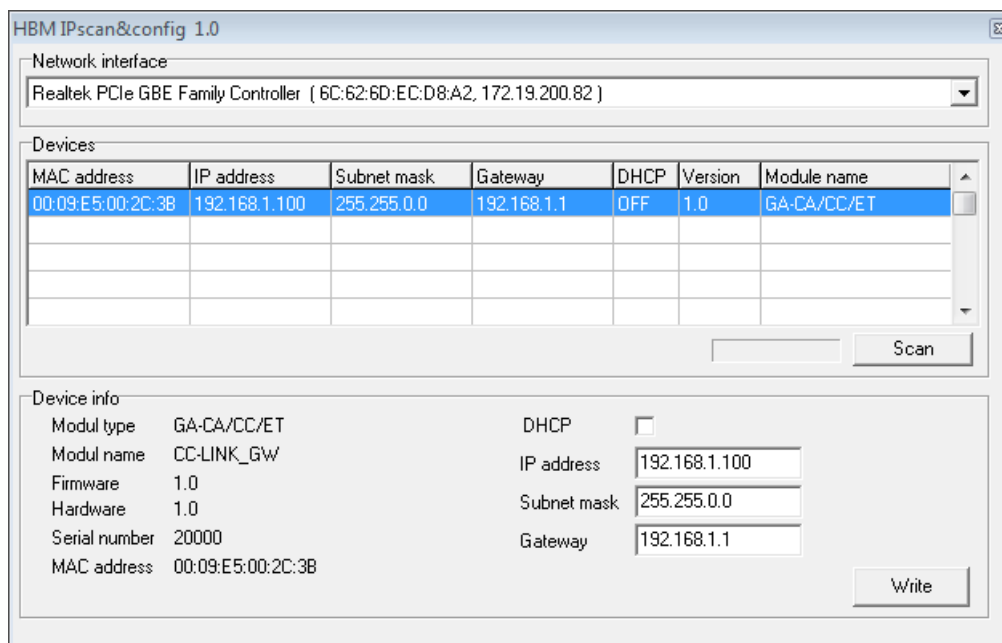 HBM IPscan&config 1.0
Network interface
Realtek PCIe GBE Family Controller ( 6C:62:6D:EC:D8:A2, 172.19.200.82 )
Devices
MAC address IP address Subnet mask Gateway DHCP Version Module name
00:09:E5:00:2C:3B 192.168.1.100 255.255.0.0 192.168.1.1 OFF 1.0 GA-CA/CC/ET
Scan
Device info
Modul type GA-CA/CC/ET DHCP
Modul name CC-LINK_GW IP address 192.168.1.100
Firmware 1.0
Hardware 1.0 Subnet mask 255.255.0.0
Serial number 20000 Gateway 192.168.1.1
MAC address 00:09:E5:00:2C:3B
Write